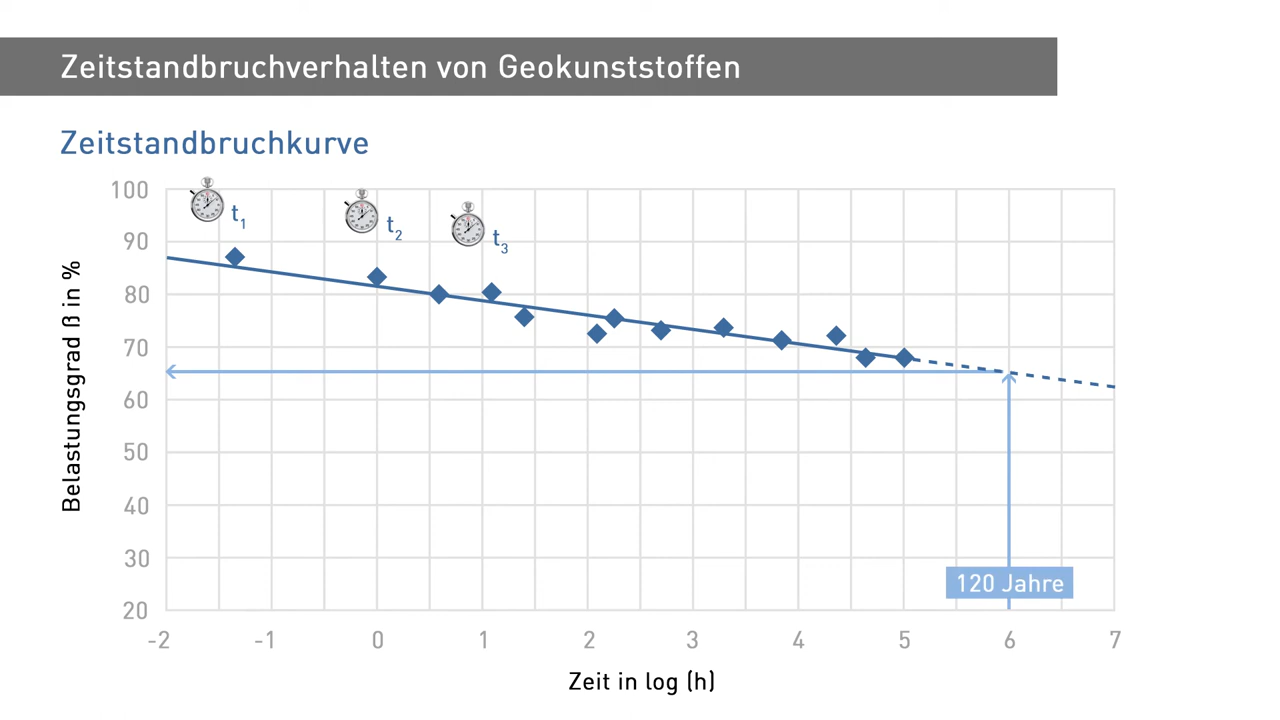 Zeitstandbruchverhalten von Geokunststoffen
Zeitstandbruchkurve
t1
t2
t3
100
90
80
70
60
50
40
30
20
Belastungsgrad ß in %
120 Jahre
-2 -1 0 1 2 3 4 5 6 7
Zeit in log (h)